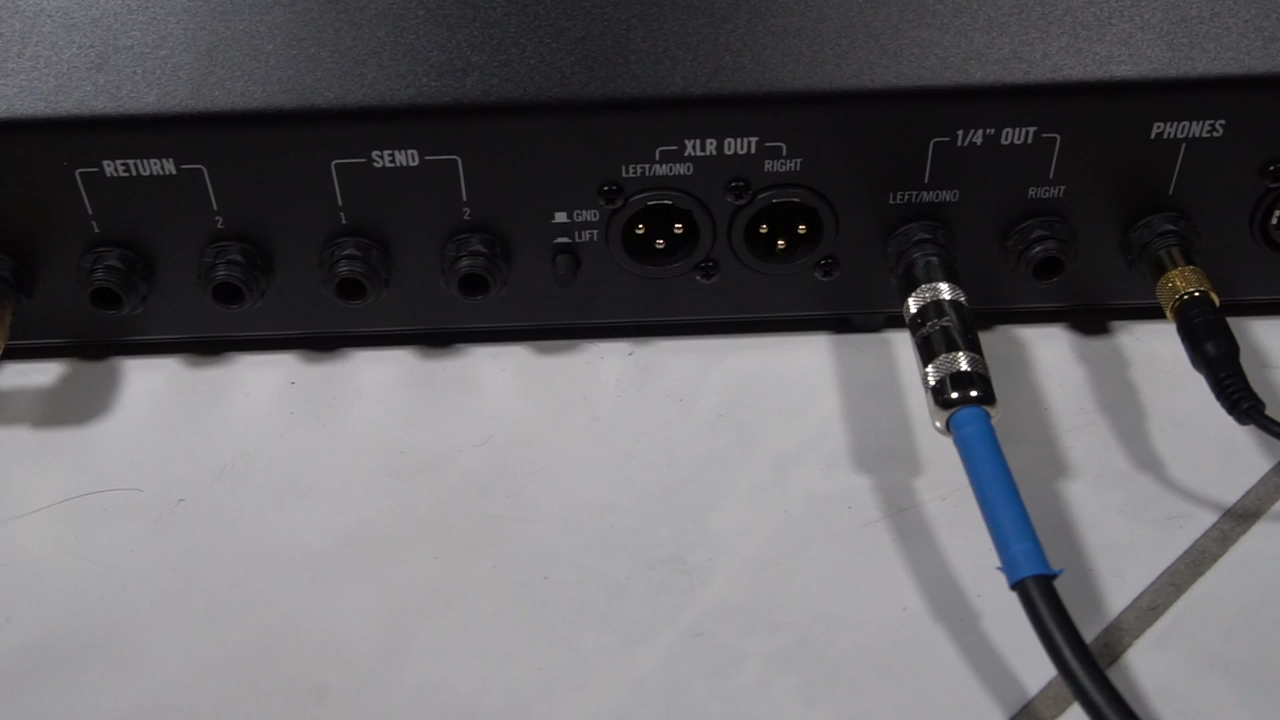 RETURN
1
2
SEND
1
2
GND
LIFT
XLR OUT
LEFT/MONO
RIGHT
1/4” OUT
LEFT/MONO
RIGHT
PHONES